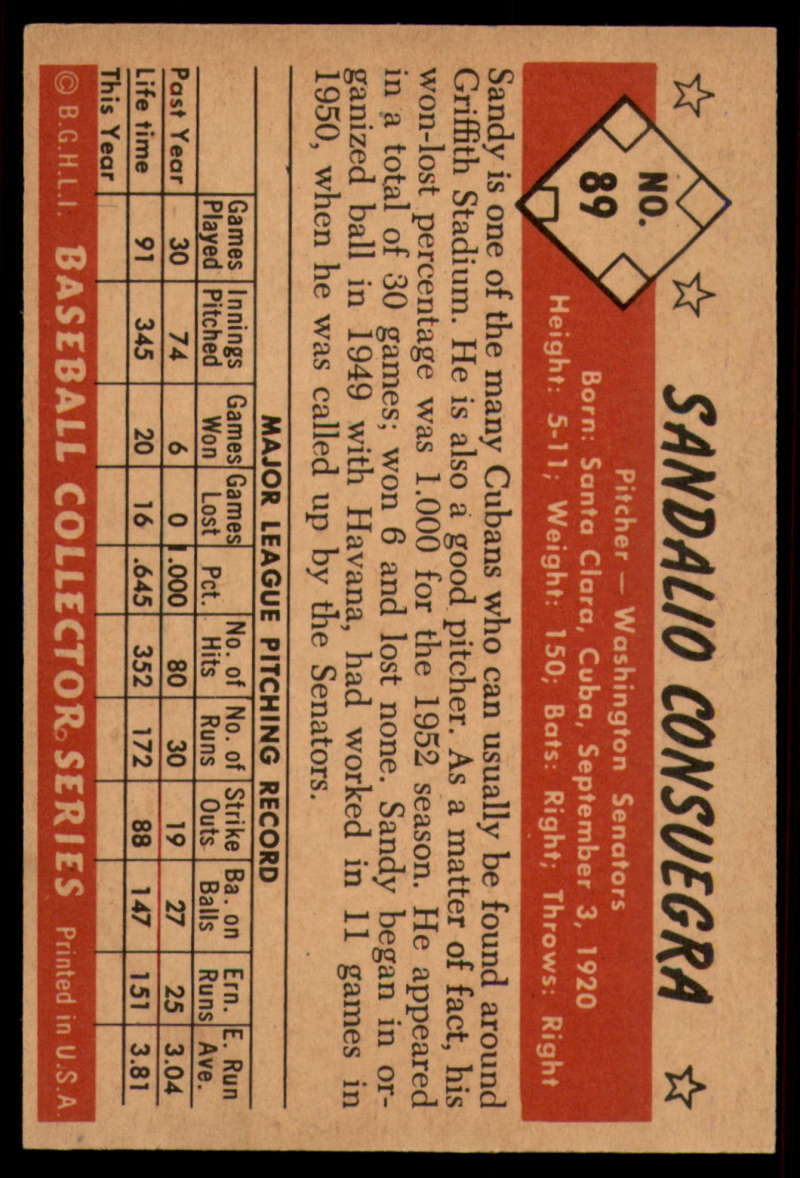 NO.
89
SANDALIO CONSUEGRA
Pitcher — Washington Senators
Born: Santa Clara, Cuba, September 3, 1920
Height: 5-11; Weight: 150; Bats: Right; Throws: Right
Sandy is one of the many Cubans who can usually be found around
Griffith Stadium. He is also a good pitcher. As a matter of fact, his
won-lost percentage was 1.000 for the 1952 season. He appeared
in a total of 30 games; won 6 and lost none. Sandy began in or-
ganized ball in 1949 with Havana, had worked in 11 games in
1950, when he was called up by the Senators.
MAJOR LEAGUE PITCHING RECORD
Games Innings Games Games No. of No. of Strike Ba. on Ern. E. Run
Played Pitched Won Lost Pct. Hits Runs Outs Balls Runs Ave.
Past Year 30 74 6 0 1.000 80 30 19 27 25 3.04
Life time 91 345 20 16 .645 352 172 88 147 151 3.81
This Year
© B.G.H.L.I. BASEBALL COLLECTOR SERIES Printed in U.S.A.